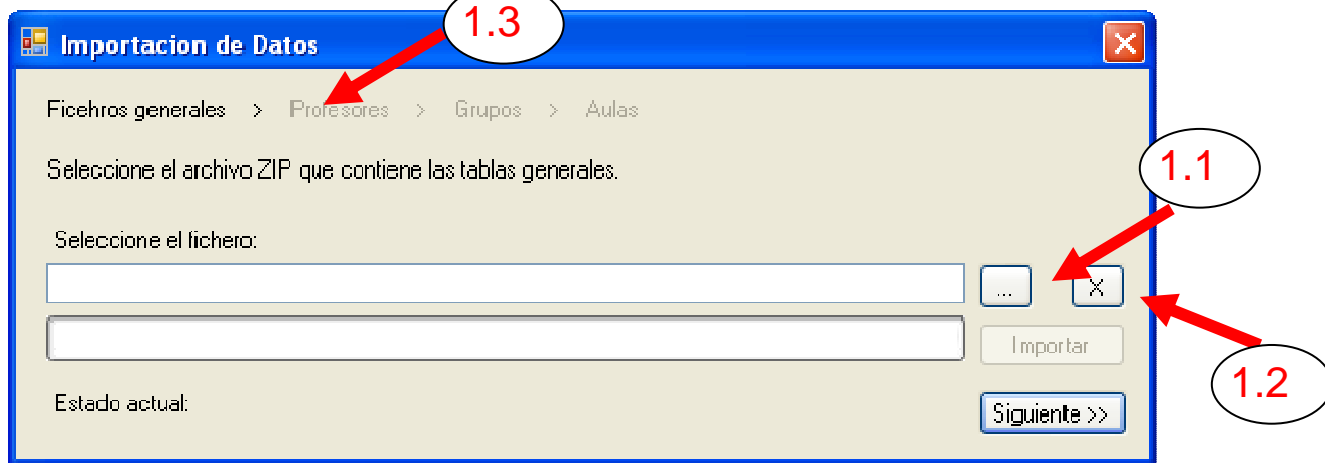 1.3
Importacion de Datos
Ficehros generales > Profesores > Grupos > Aulas
Seleccione el archivo ZIP que contiene las tablas generales.
1.1
Seleccione el fichero:
... X
Importar
1.2
Estado actual:
Siguiente >>